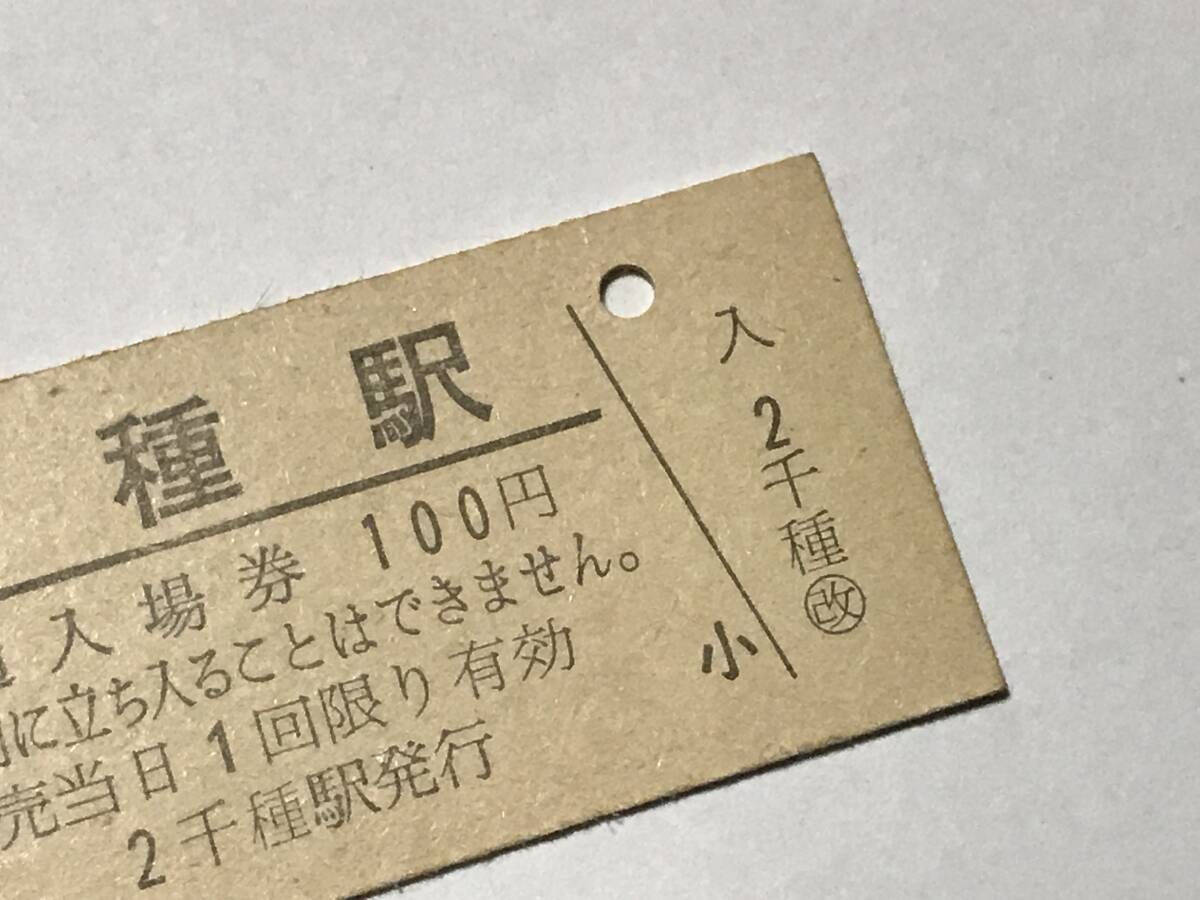 種駅
入場券 100円
に立ち入ることはできません。
売当日1回限り有効
2千種駅発行
小
入
2
千種
改